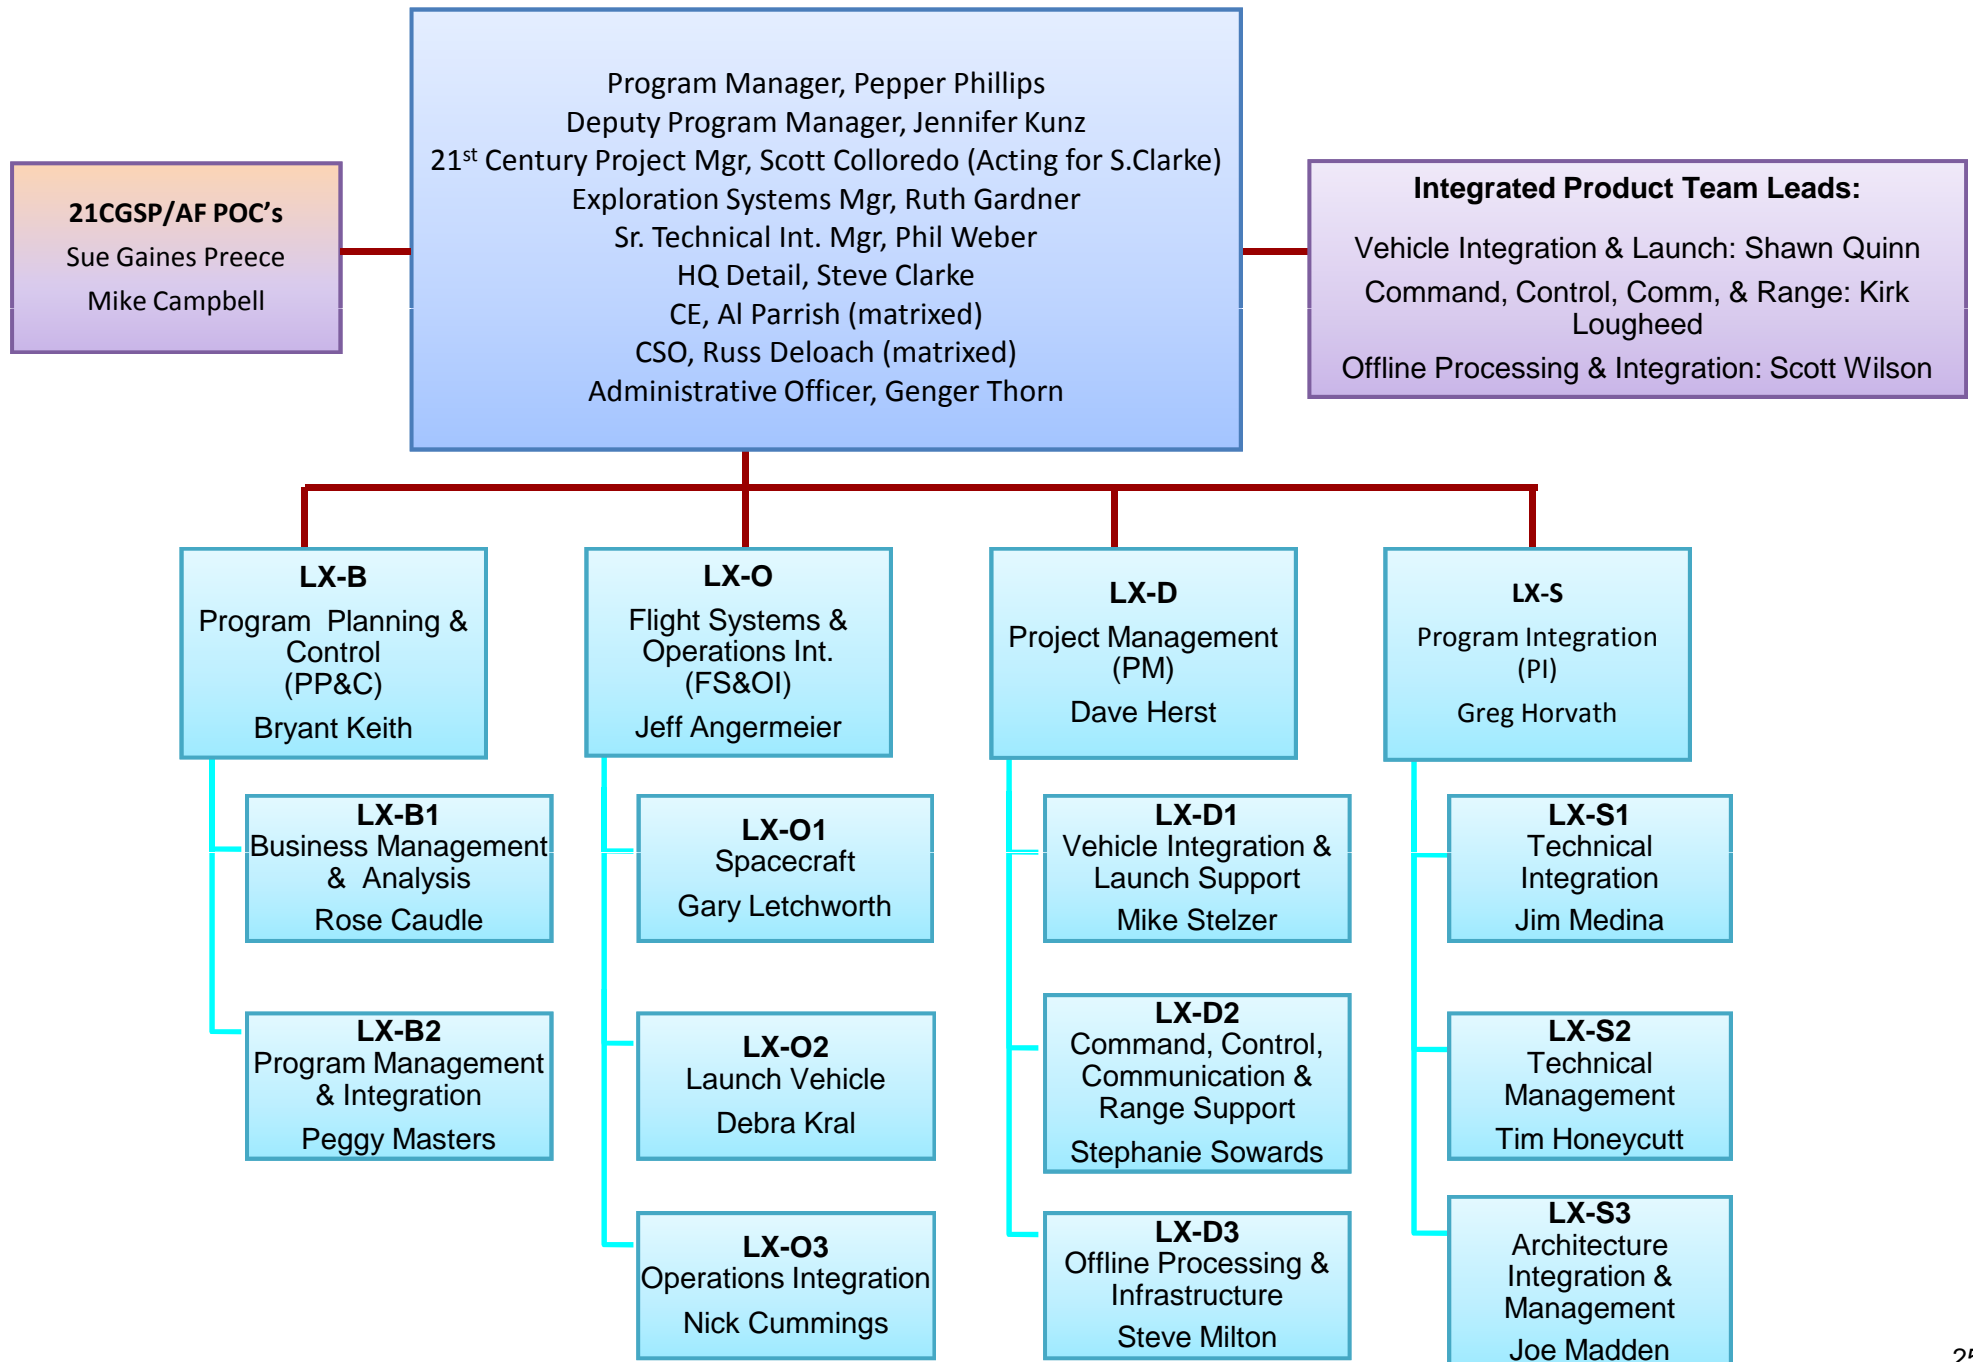 Program Manager, Pepper Phillips
Deputy Program Manager, Jennifer Kunz
21st Century Project Mgr, Scott Colloredo (Acting for S.Clarke)
Exploration Systems Mgr, Ruth Gardner
Sr. Technical Int. Mgr, Phil Weber
HQ Detail, Steve Clarke
CE, Al Parrish (matrixed)
CSO, Russ Deloach (matrixed)
Administrative Officer, Genger Thorn
21CGSP/AF POC’s
Sue Gaines Preece
Mike Campbell
Integrated Product Team Leads:
Vehicle Integration & Launch: Shawn Quinn
Command, Control, Comm, & Range: Kirk
Lougheed
Offline Processing & Integration: Scott Wilson
LX-B
Program Planning &
Control
(PP&C)
Bryant Keith
LX-B1
Business Management
& Analysis
Rose Caudle
LX-B2
Program Management
& Integration
Peggy Masters
LX-O
Flight Systems &
Operations Int.
(FS&OI)
Jeff Angermeier
LX-O1
Spacecraft
Gary Letchworth
LX-O2
Launch Vehicle
Debra Kral
LX-O3
Operations Integration
Nick Cummings
LX-D
Project Management
(PM)
Dave Herst
LX-D1
Vehicle Integration &
Launch Support
Mike Stelzer
LX-D2
Command, Control,
Communication &
Range Support
Stephanie Sowards
LX-D3
Offline Processing &
Infrastructure
Steve Milton
LX-S
Program Integration
(PI)
Greg Horvath
LX-S1
Technical
Integration
Jim Medina
LX-S2
Technical
Management
Tim Honeycutt
LX-S3
Architecture
Integration &
Management
Joe Madden
25